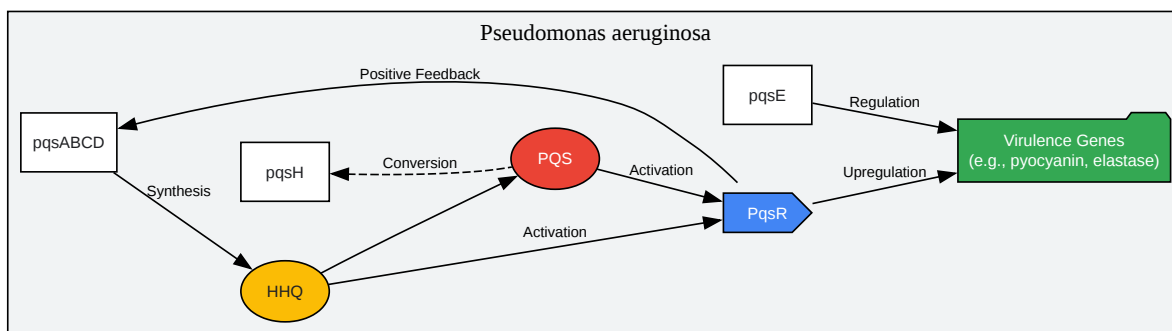 Pseudomonas aeruginosa
Positive Feedback
pqsE
Regulation
pqsABCD
Virulence Genes
(e.g., pyocyanin, elastase)
pqsH
Conversion
PQS
Activation
Upregulation
Synthesis
PqsR
Activation
HHQ